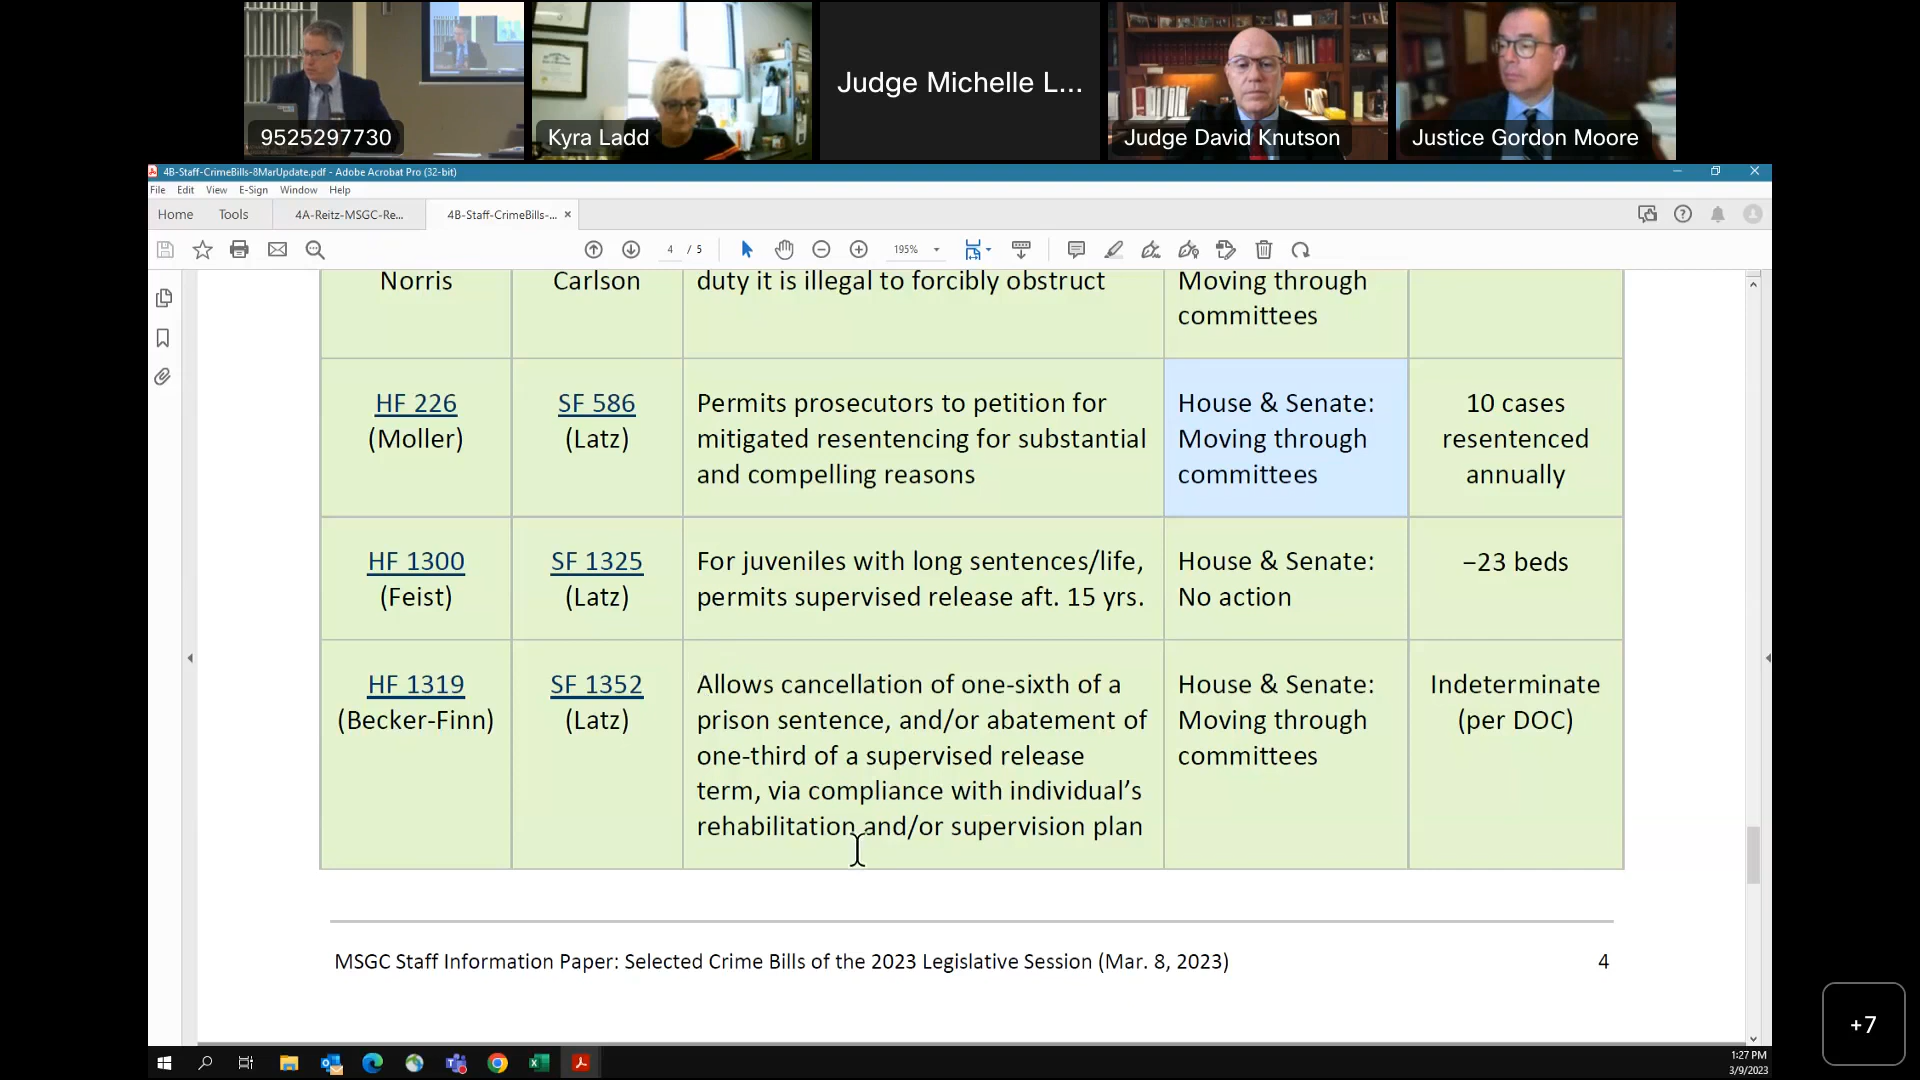 9525297730
Kyra Ladd
Judge Michelle L...
Judge David Knutson
Justice Gordon Moore
4B-Staff-CrimeBills-8MarUpdate.pdf - Adobe Acrobat Pro (32-bit)
File Edit View E-Sign Window Help
Home Tools 4A-Reitz-MSGC-Re... 4B-Staff-CrimeBills-... ×
4 / 5 195%
Norris
Carlson
duty it is illegal to forcibly obstruct
Moving through
committees
HF 226
(Moller)
SF 586
(Latz)
Permits prosecutors to petition for
mitigated resentencing for substantial
and compelling reasons
House & Senate:
Moving through
committees
10 cases
resentenced
annually
HF 1300
(Feist)
SF 1325
(Latz)
For juveniles with long sentences/life,
permits supervised release aft. 15 yrs.
House & Senate:
No action
−23 beds
HF 1319
(Becker-Finn)
SF 1352
(Latz)
Allows cancellation of one-sixth of a
prison sentence, and/or abatement of
one-third of a supervised release
term, via compliance with individual’s
rehabilitation and/or supervision plan
House & Senate:
Moving through
committees
Indeterminate
(per DOC)
MSGC Staff Information Paper: Selected Crime Bills of the 2023 Legislative Session (Mar. 8, 2023) 4
+7
1:27 PM
3/9/2023